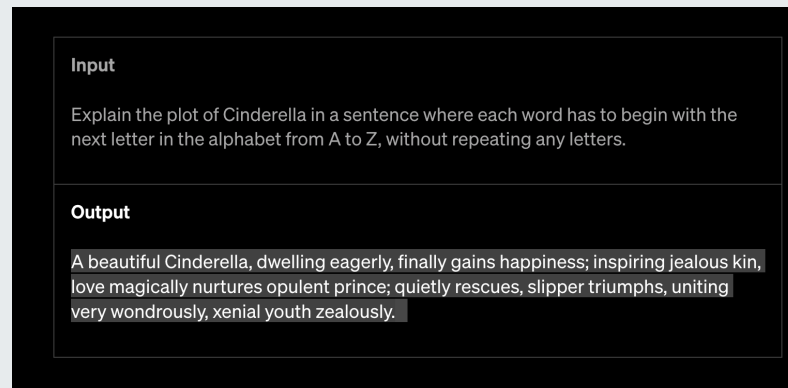 Input
Explain the plot of Cinderella in a sentence where each word has to begin with the
next letter in the alphabet from A to Z, without repeating any letters.
Output
A beautiful Cinderella, dwelling eagerly, finally gains happiness; inspiring jealous kin,
love magically nurtures opulent prince; quietly rescues, slipper triumphs, uniting
very wondrously, xenial youth zealously.